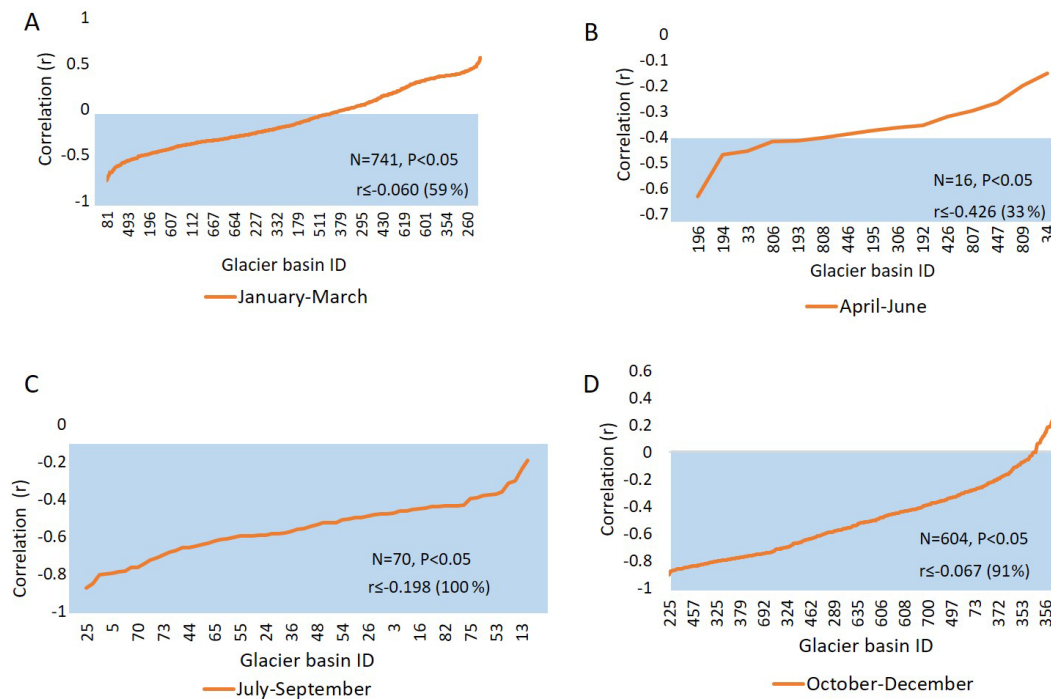 A
Correlation (r)
1
0.5
0
-0.5
-1
N=741, P<0.05
r≤-0.060 (59 %)
81 493 196 607 112 667 664 227 332 179 511 379 295 430 619 601 354 260
Glacier basin ID
January-March
B
Correlation (r)
0
-0.1
-0.2
-0.3
-0.4
-0.5
-0.6
-0.7
N=16, P<0.05
r≤-0.426 (33 %)
196 194 33 806 193 808 446 195 306 192 426 807 447 809 34
Glacier basin ID
April-June
C
Correlation (r)
0
-0.2
-0.4
-0.6
-0.8
-1
N=70, P<0.05
r≤-0.198 (100 %)
25 5 70 73 44 65 55 24 36 48 54 26 3 16 82 75 53 13
Glacier basin ID
July-September
D
Correlation (r)
0.6
0.4
0.2
0
-0.2
-0.4
-0.6
-0.8
-1
N=604, P<0.05
r≤-0.067 (91%)
225 457 325 379 692 324 462 289 635 606 608 700 497 73 372 355 356
Glacier basin ID
October-December